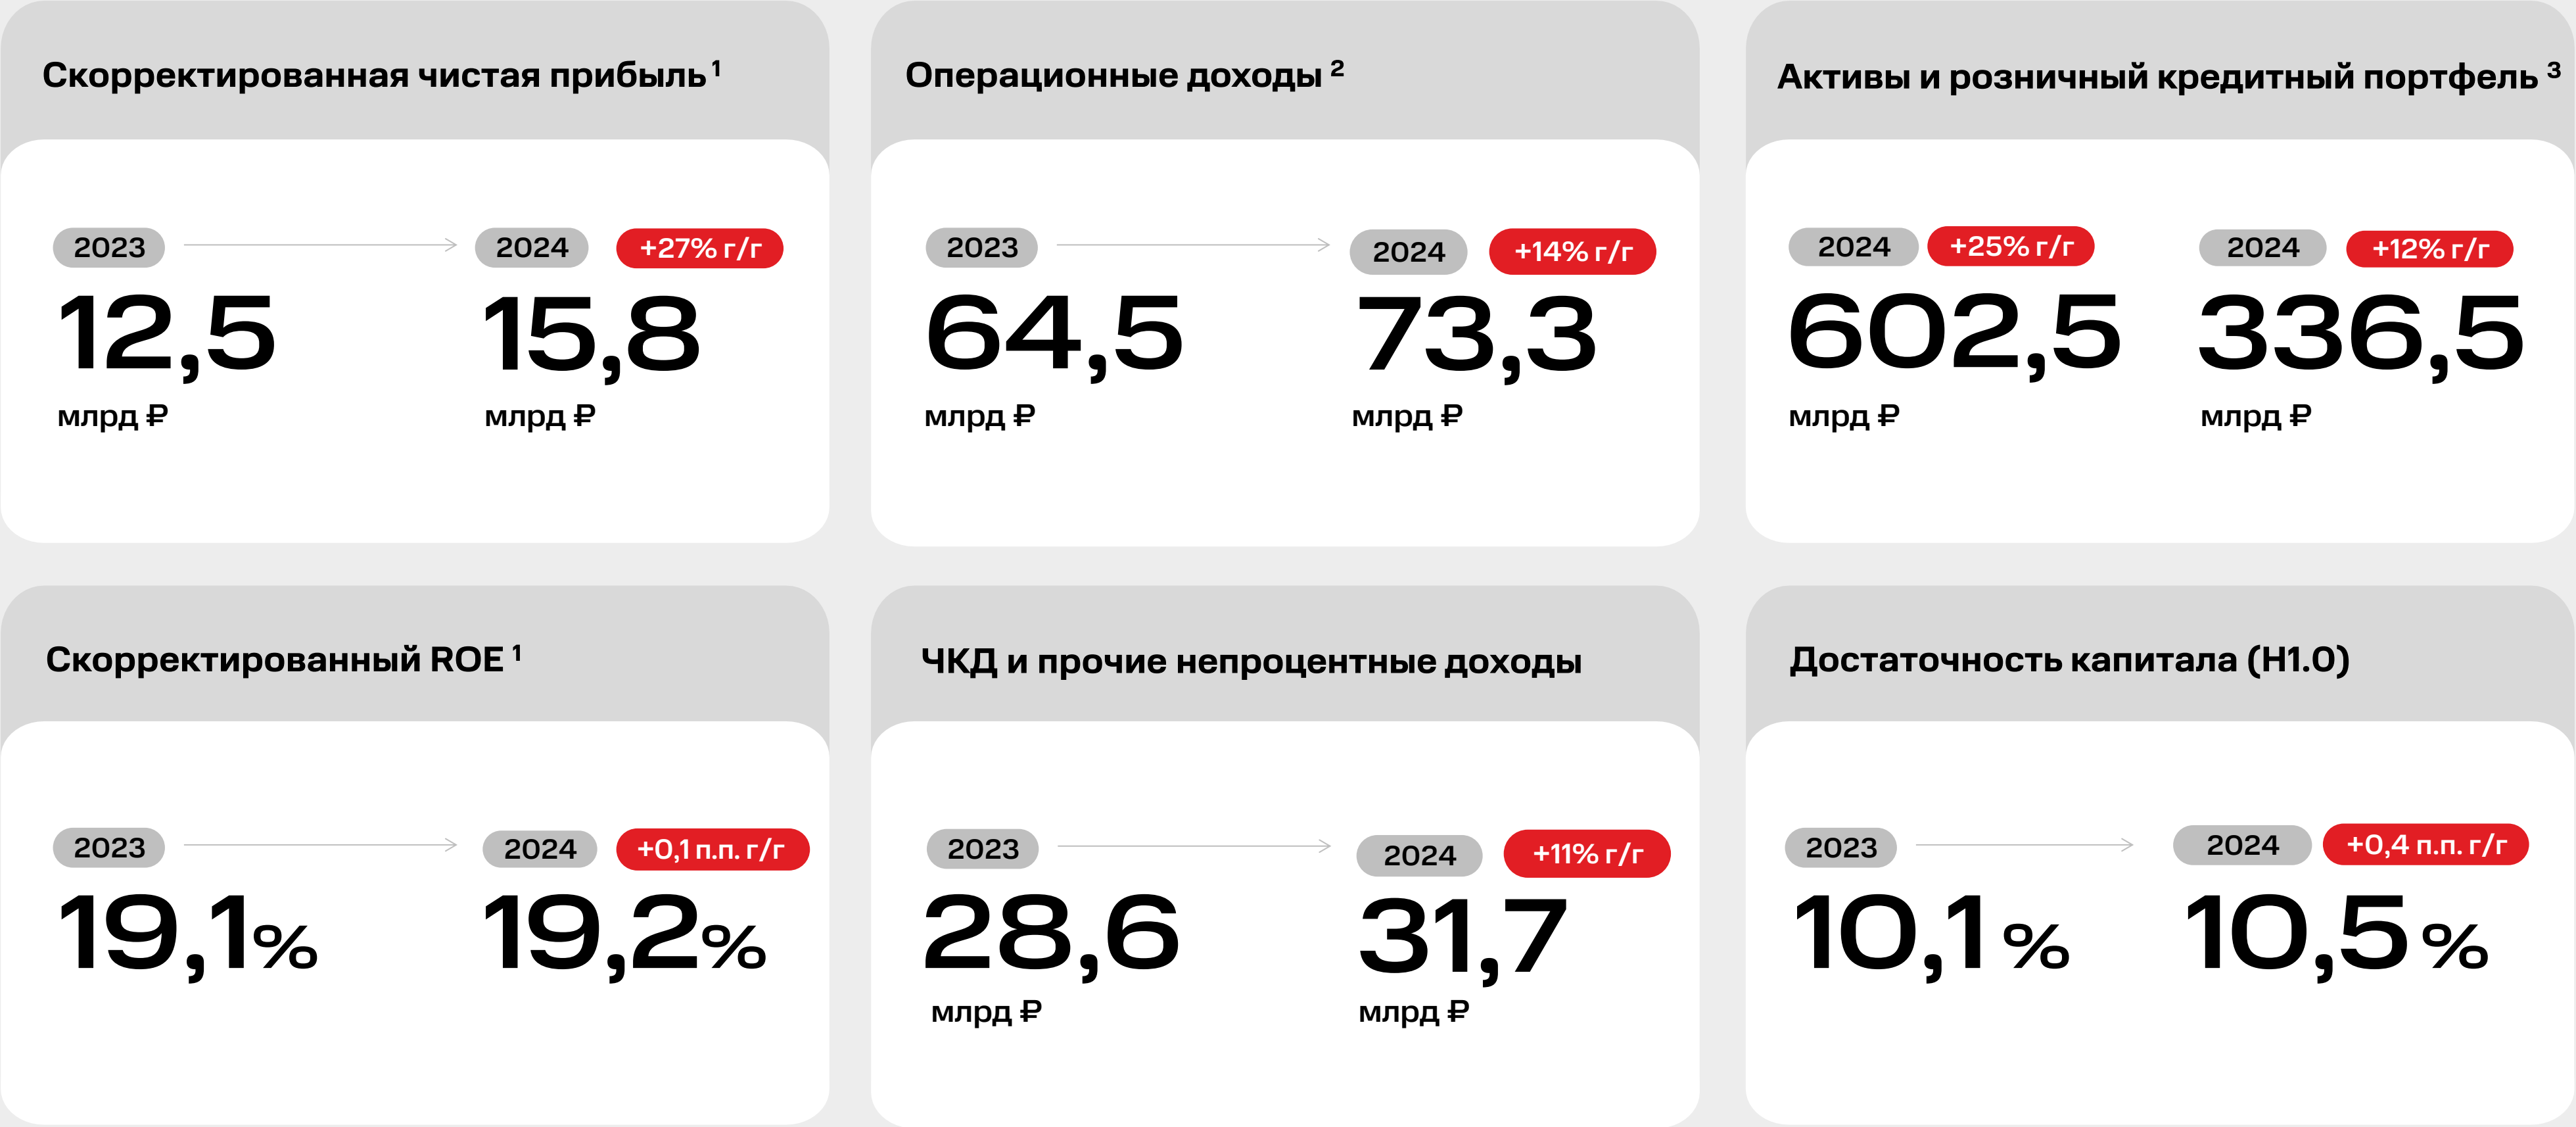 Скорректированная чистая прибыль ¹
2023
2024
+27% г/г
12,5
15,8
млрд ₽
млрд ₽
Операционные доходы ²
2023
2024
+14% г/г
64,5
73,3
млрд ₽
млрд ₽
Активы и розничный кредитный портфель ³
2024
+25% г/г
2024
+12% г/г
602,5
336,5
млрд ₽
млрд ₽
Скорректированный ROE ¹
2023
2024
+0,1 п.п. г/г
19,1%
19,2%
ЧКД и прочие непроцентные доходы
2023
2024
+11% г/г
28,6
31,7
млрд ₽
млрд ₽
Достаточность капитала (Н1.0)
2023
2024
+0,4 п.п. г/г
10,1 %
10,5 %